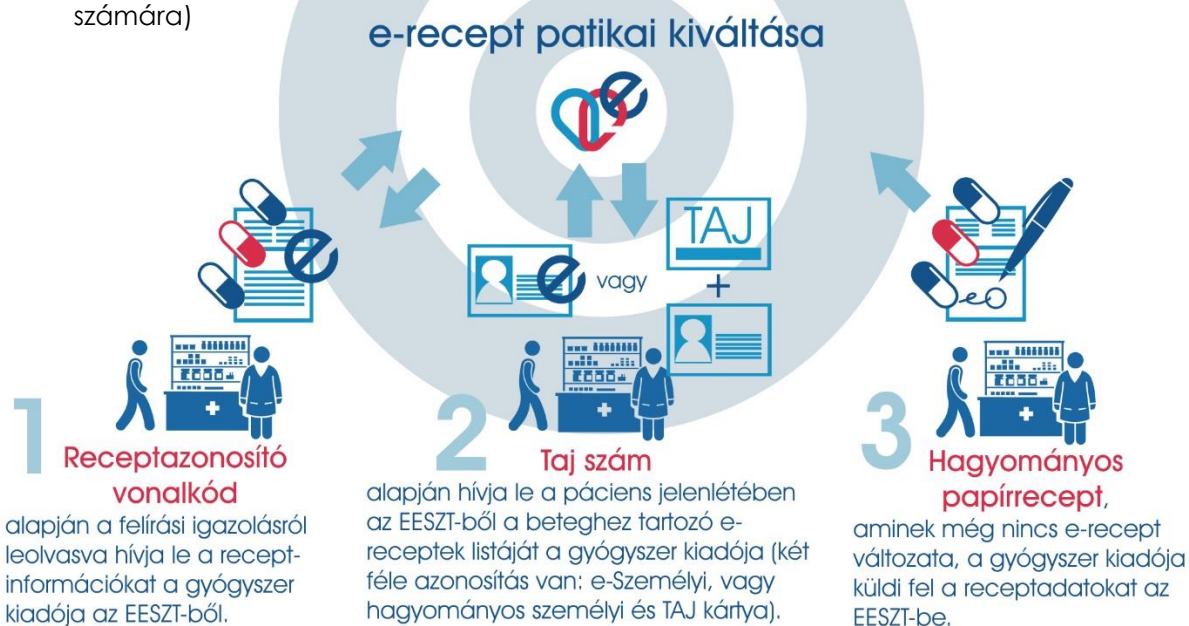 számára)
e-recept patikai kiváltása
TAJ
vagy
+
1
Receptazonosító
vonalkód
alapján a felírási igazolásról
leolvasva hívja le a recept-
információkat a gyógyszer
kiadója az EESZT-ből.
2
Taj szám
alapján hívja le a páciens jelenlétében
az EESZT-ből a beteghez tartozó e-
receptek listáját a gyógyszer kiadója (két
féle azonosítás van: e-Személyi, vagy
hagyományos személyi és TAJ kártya).
3
Hagyományos
papírrecept,
aminek még nincs e-recept
változata, a gyógyszer kiadója
küldi fel a receptadatokat az
EESZT-be.